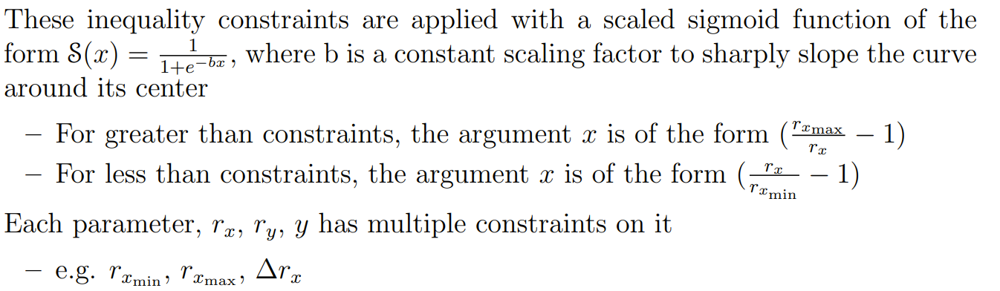 These inequality constraints are applied with a scaled sigmoid function of the
form $\mathcal{S}(x) = \frac{1}{1+e^{-bx}}$, where b is a constant scaling factor to sharply slope the curve
around its center
– For greater than constraints, the argument $x$ is of the form $(\frac{r_{x_{\max}}}{r_x} - 1)$
– For less than constraints, the argument $x$ is of the form $(\frac{r_x}{r_{x_{\min}}} - 1)$
Each parameter, $r_x$, $r_y$, $y$ has multiple constraints on it
– e.g. $r_{x_{\min}}$, $r_{x_{\max}}$, $\Delta r_x$